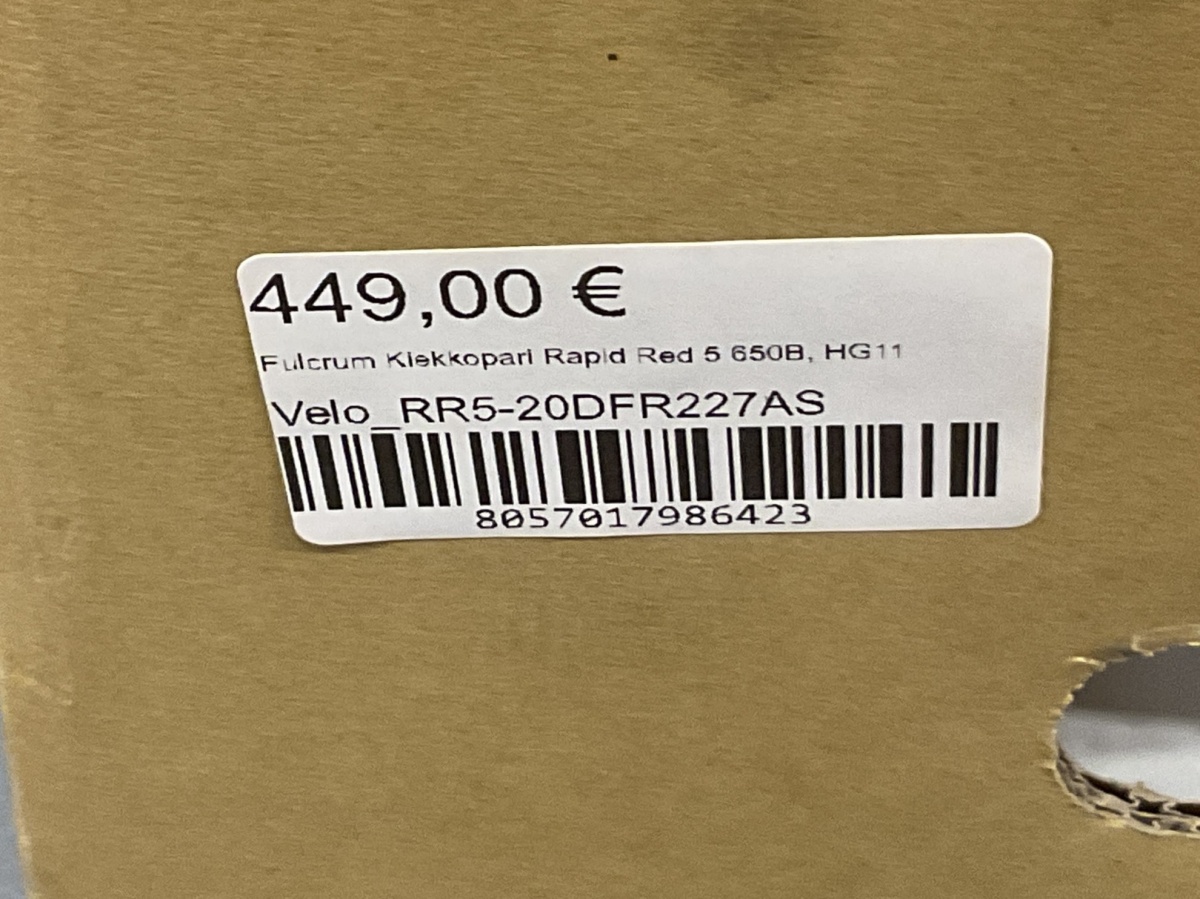 449,00 €
Fulcrum Kiekkopari Rapid Red 5 650B, HG11
Velo_RR5-20DFR227AS
8057017986423